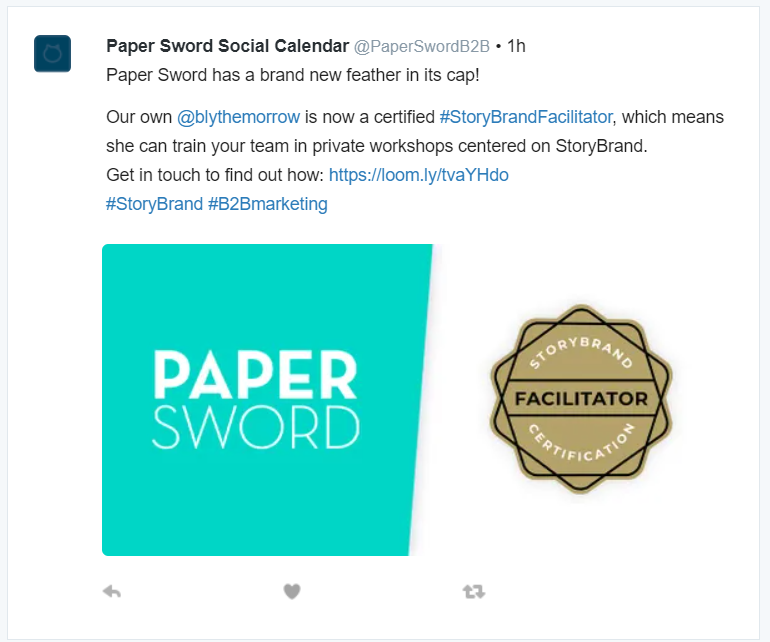 Paper Sword Social Calendar @PaperSwordB2B • 1h
Paper Sword has a brand new feather in its cap!
Our own @blythemorrow is now a certified #StoryBrandFacilitator, which means
she can train your team in private workshops centered on StoryBrand.
Get in touch to find out how: https://loom.ly/tvaYHdo
#StoryBrand #B2Bmarketing
PAPER
SWORD
STORYBRAND
FACILITATOR
CERTIFICATION